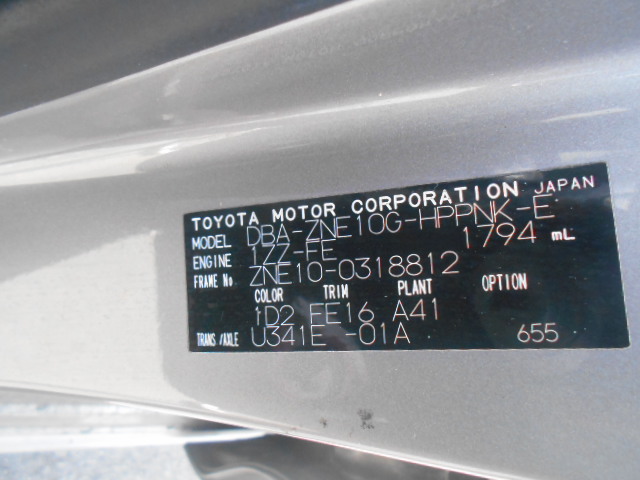 TOYOTA MOTOR CORPORATION JAPAN
MODEL DBA-ZNE10G-HPPNK-E
ENGINE 1ZZ-FE 1794 mL
FRAME No ZNE10-0318812
COLOR TRIM PLANT OPTION
1D2 EE16 A41
TRANS/AXLE U341E -01A 655